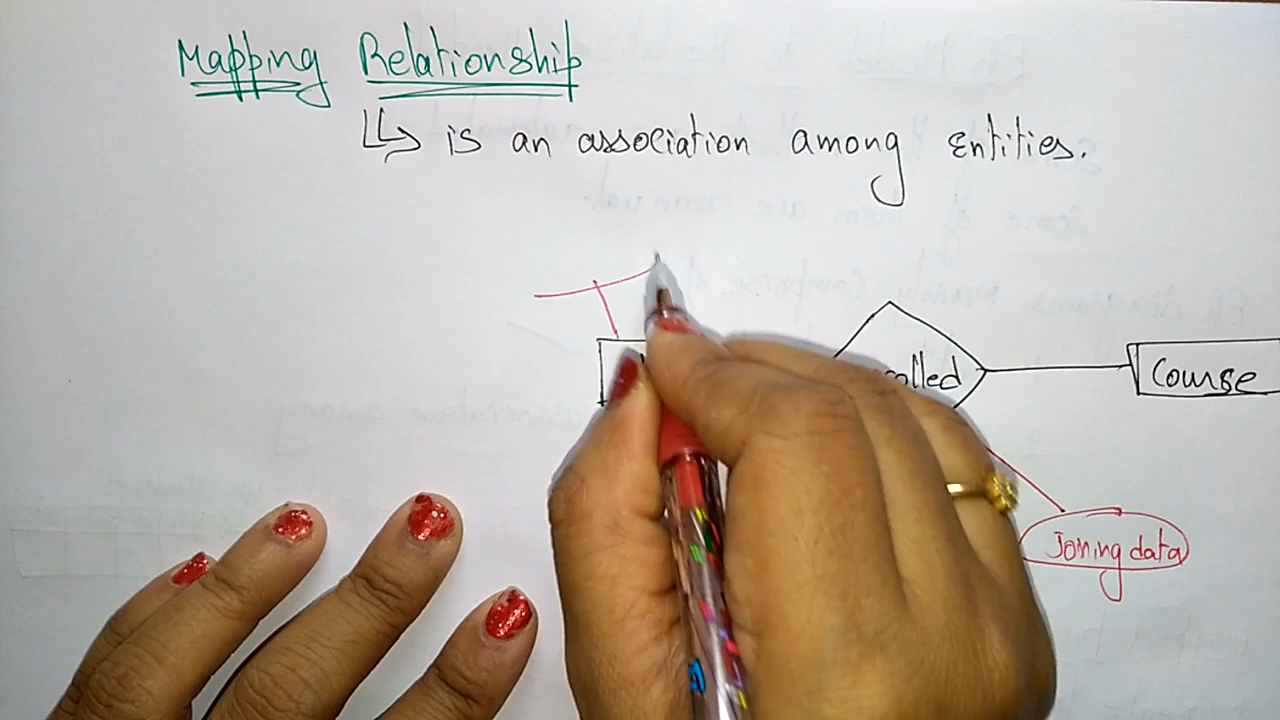 Mapping Relationship
is an association among Entities.
Course
Joining data